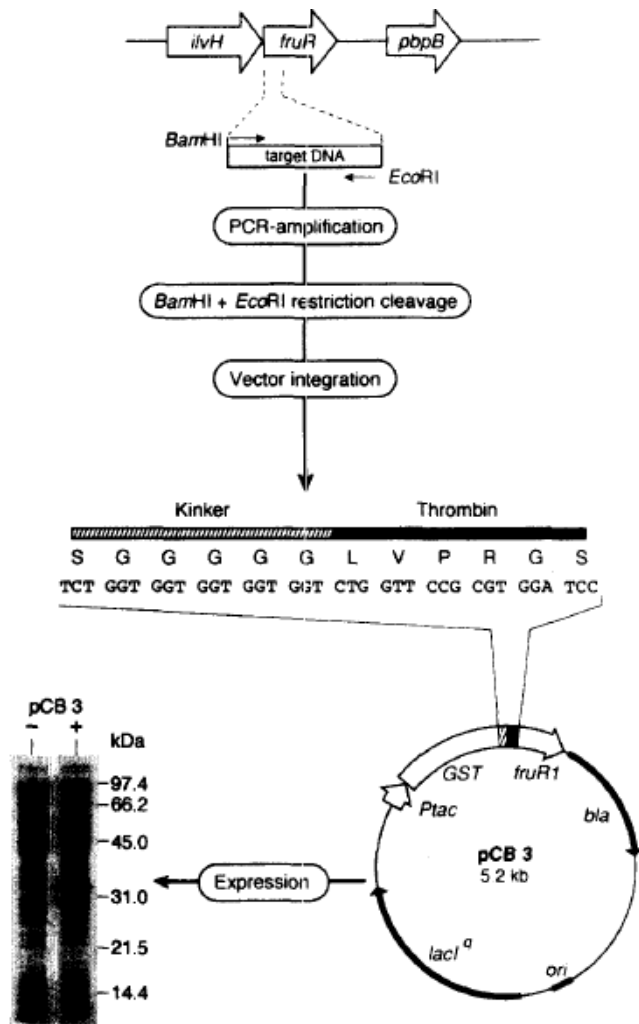 ilvH fruR pbpB
BamHI
target DNA
EcoRI
PCR-amplification
BamHI + EcoRI restriction cleavage
Vector integration
Kinker Thrombin
S G G G G G L V P R G S
TCT GGT GGT GGT GGT GGT CTG GTT CCG CGT GGA TCC
pCB 3
– +
kDa
97.4
66.2
45.0
31.0
21.5
14.4
Expression
GST fruR1
Ptac
bla
pCB 3
5 2 kb
lacI q
ori